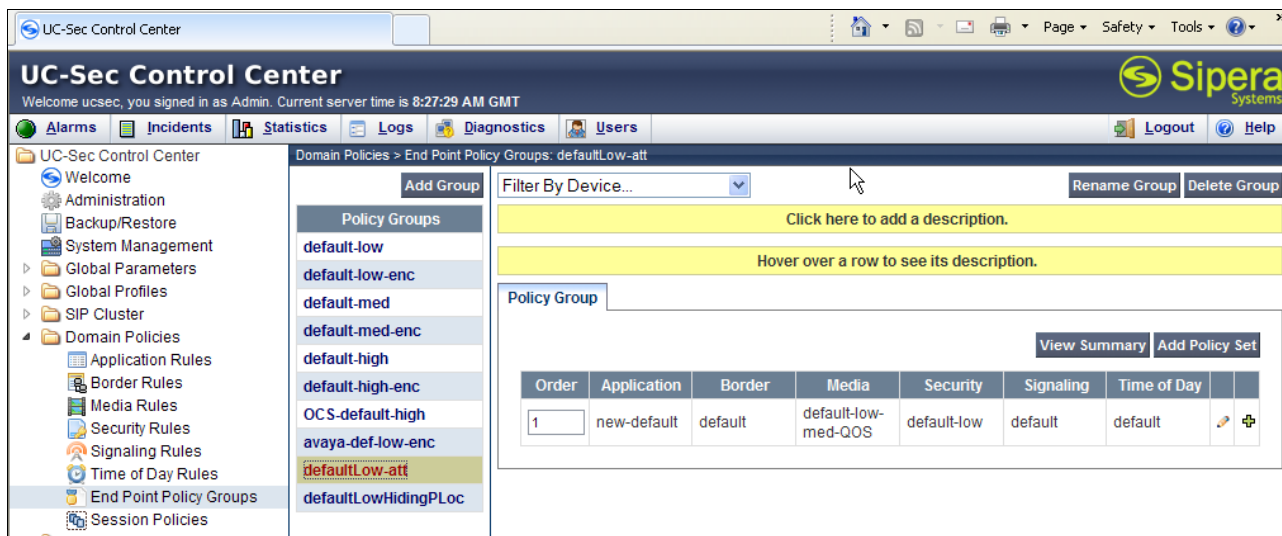 UC-Sec Control Center
Page
Safety
Tools
UC-Sec Control Center
Welcome ucsec, you signed in as Admin. Current server time is 8:27:29 AM GMT
Sipera
Systems
Alarms
Incidents
Statistics
Logs
Diagnostics
Users
Logout
Help
UC-Sec Control Center
Welcome
Administration
Backup/Restore
System Management
Global Parameters
Global Profiles
SIP Cluster
Domain Policies
Application Rules
Border Rules
Media Rules
Security Rules
Signaling Rules
Time of Day Rules
End Point Policy Groups
Session Policies
Domain Policies > End Point Policy Groups: defaultLow-att
Add Group
Policy Groups
default-low
default-low-enc
default-med
default-med-enc
default-high
default-high-enc
OCS-default-high
avaya-def-low-enc
defaultLow-att
defaultLowHidingPLoc
Filter By Device...
Rename Group
Delete Group
Click here to add a description.
Hover over a row to see its description.
Policy Group
View Summary
Add Policy Set
Order Application Border Media Security Signaling Time of Day
1 new-default default default-low-med-QOS default-low default default